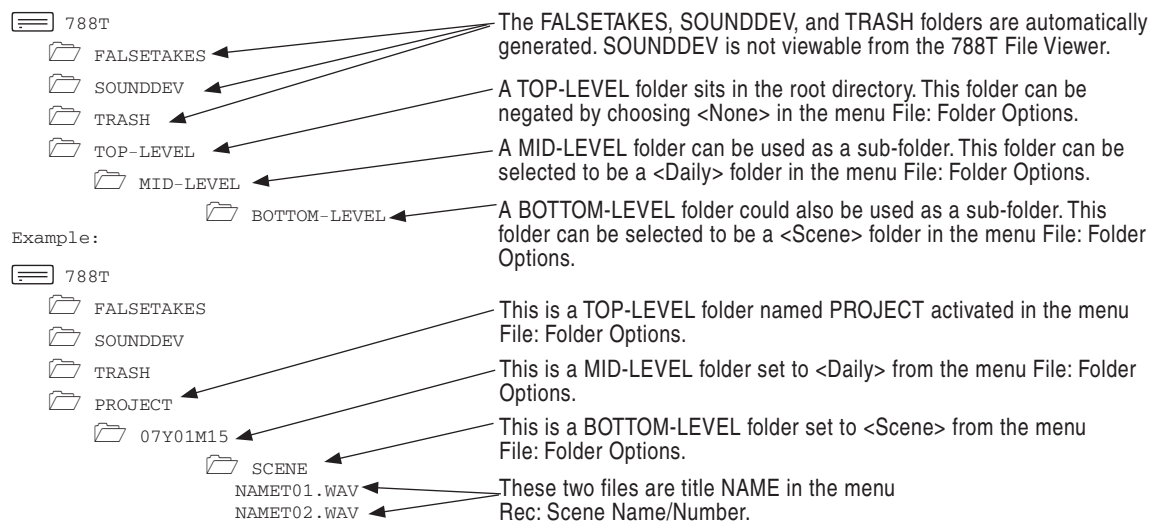 788T
FALSETAKES
SOUNDDEV
TRASH
TOP-LEVEL
MID-LEVEL
BOTTOM-LEVEL
The FALSETAKES, SOUNDDEV, and TRASH folders are automatically
generated. SOUNDDEV is not viewable from the 788T File Viewer.
A TOP-LEVEL folder sits in the root directory. This folder can be
negated by choosing <None> in the menu File: Folder Options.
A MID-LEVEL folder can be used as a sub-folder. This folder can be
selected to be a <Daily> folder in the menu File: Folder Options.
A BOTTOM-LEVEL folder could also be used as a sub-folder. This
folder can be selected to be a <Scene> folder in the menu File: Folder
Options.
Example:
788T
FALSETAKES
SOUNDDEV
TRASH
PROJECT
07Y01M15
SCENE
NAMET01.WAV
NAMET02.WAV
This is a TOP-LEVEL folder named PROJECT activated in the menu
File: Folder Options.
This is a MID-LEVEL folder set to <Daily> from the menu File: Folder
Options.
This is a BOTTOM-LEVEL folder set to <Scene> from the menu
File: Folder Options.
These two files are title NAME in the menu
Rec: Scene Name/Number.